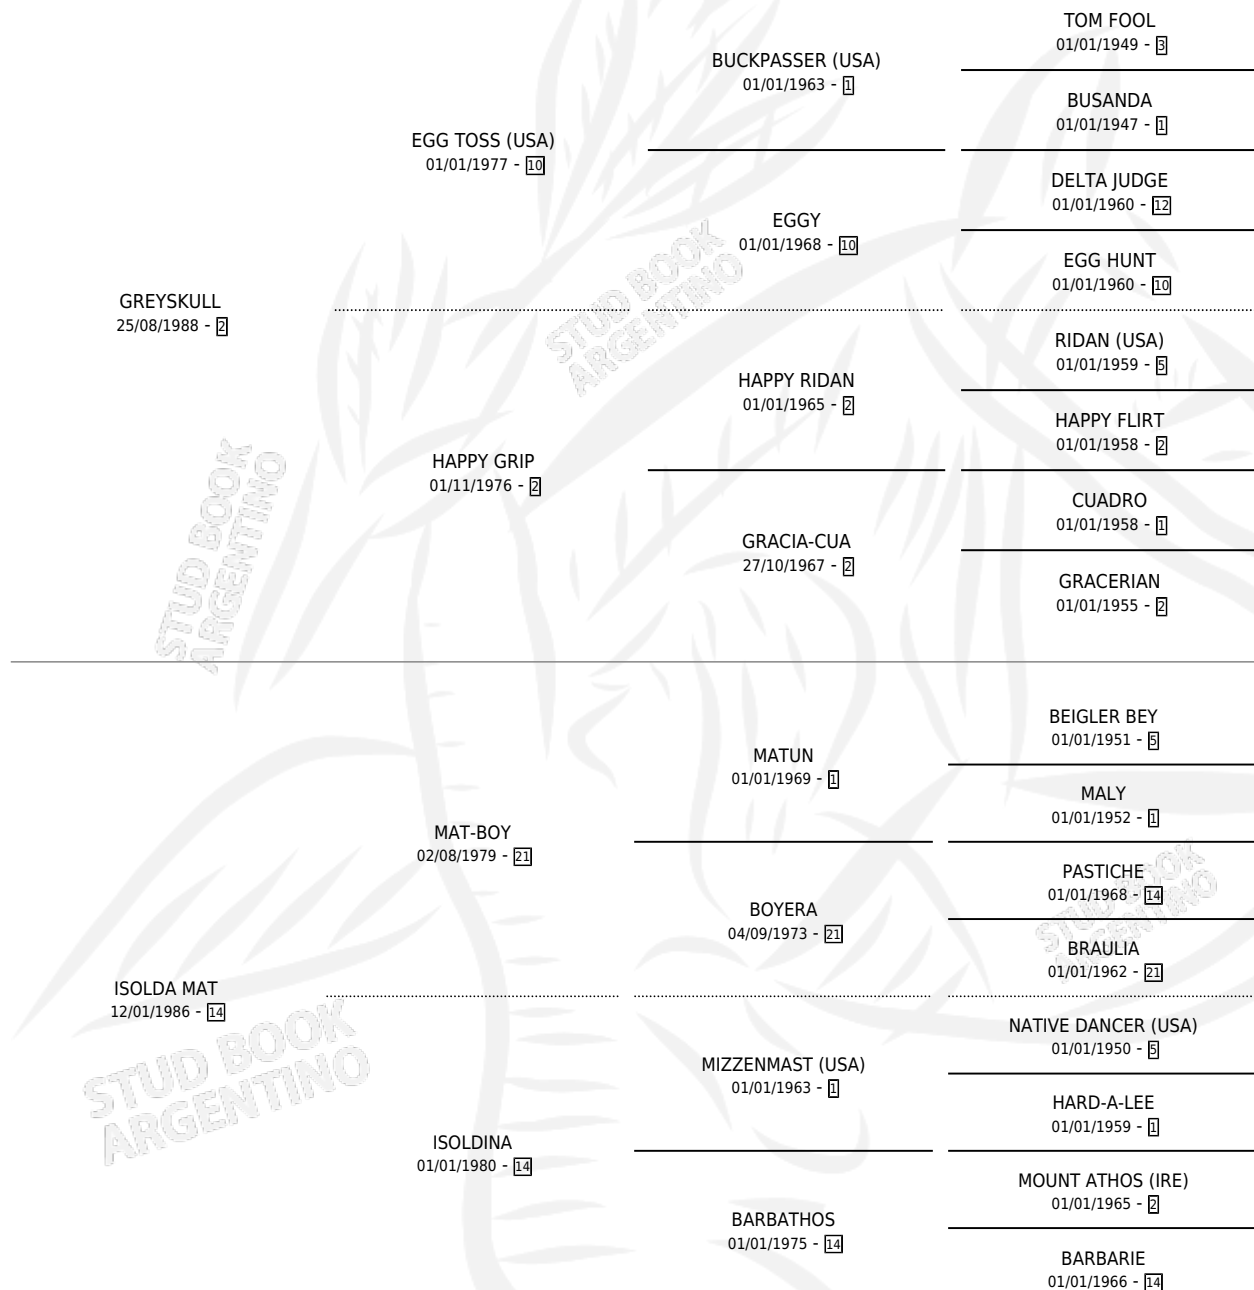 TOM FOOL
01/01/1949 - 3
BUCKPASSER (USA)
01/01/1963 - 1
BUSANDA
01/01/1947 - 1
EGG TOSS (USA)
01/01/1977 - 10
DELTA JUDGE
01/01/1960 - 12
EGGY
01/01/1968 - 10
EGG HUNT
01/01/1960 - 10
GREYSKULL
25/08/1988 - 2
RIDAN (USA)
01/01/1959 - 5
HAPPY RIDAN
01/01/1965 - 2
HAPPY FLIRT
01/01/1958 - 2
HAPPY GRIP
01/11/1976 - 2
CUADRO
01/01/1958 - 1
GRACIA-CUA
27/10/1967 - 2
GRACERIAN
01/01/1955 - 2
BEIGLER BEY
01/01/1951 - 5
MATUN
01/01/1969 - 1
MALY
01/01/1952 - 1
MAT-BOY
02/08/1979 - 21
PASTICHE
01/01/1968 - 14
BOYERA
04/09/1973 - 21
BRAULIA
01/01/1962 - 21
ISOLDA MAT
12/01/1986 - 14
NATIVE DANCER (USA)
01/01/1950 - 5
MIZZENMAST (USA)
01/01/1963 - 1
HARD-A-LEE
01/01/1959 - 1
ISOLDINA
01/01/1980 - 14
MOUNT ATHOS (IRE)
01/01/1965 - 2
BARBATHOS
01/01/1975 - 14
BARBARIE
01/01/1966 - 14
STUD BOOK
ARGENTINO
STUD BOOK
ARGENTINO
STUD BOOK
ARGENTINO
STUD BOOK
ARGENTINO